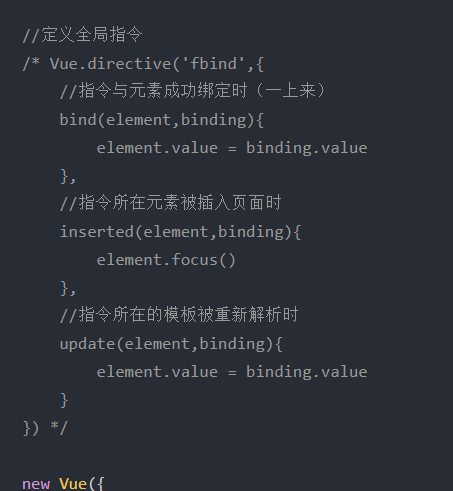 //定义全局指令
/* Vue.directive('fbind',{
    //指令与元素成功绑定时（一上来）
    bind(element,binding){
        element.value = binding.value
    },
    //指令所在元素被插入页面时
    inserted(element,binding){
        element.focus()
    },
    //指令所在的模板被重新解析时
    update(element,binding){
        element.value = binding.value
    }
}) */
new Vue({